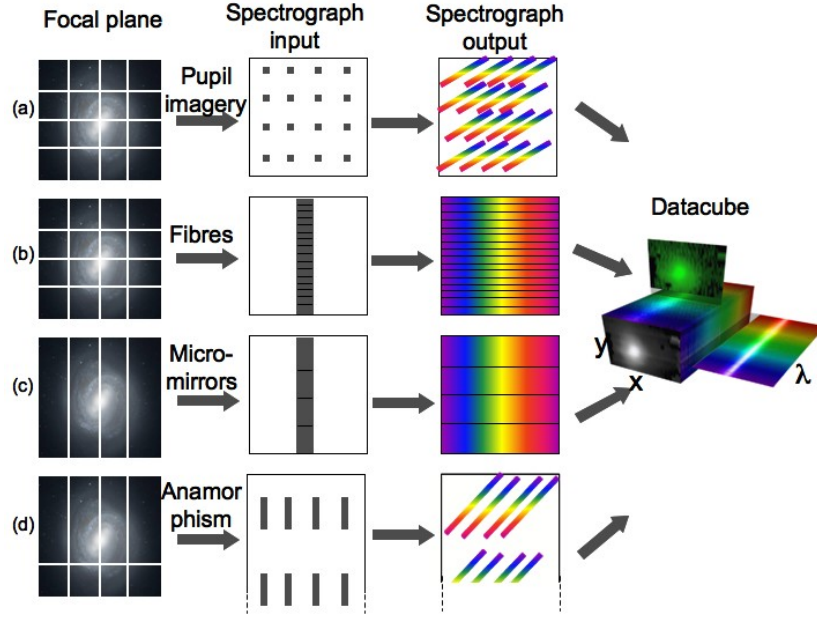 Focal plane
Spectrograph
input
Spectrograph
output
(a)
Pupil
imagery
(b)
Fibres
Datacube
(c)
Micro-
mirrors
y
x
λ
(d)
Anamor
phism